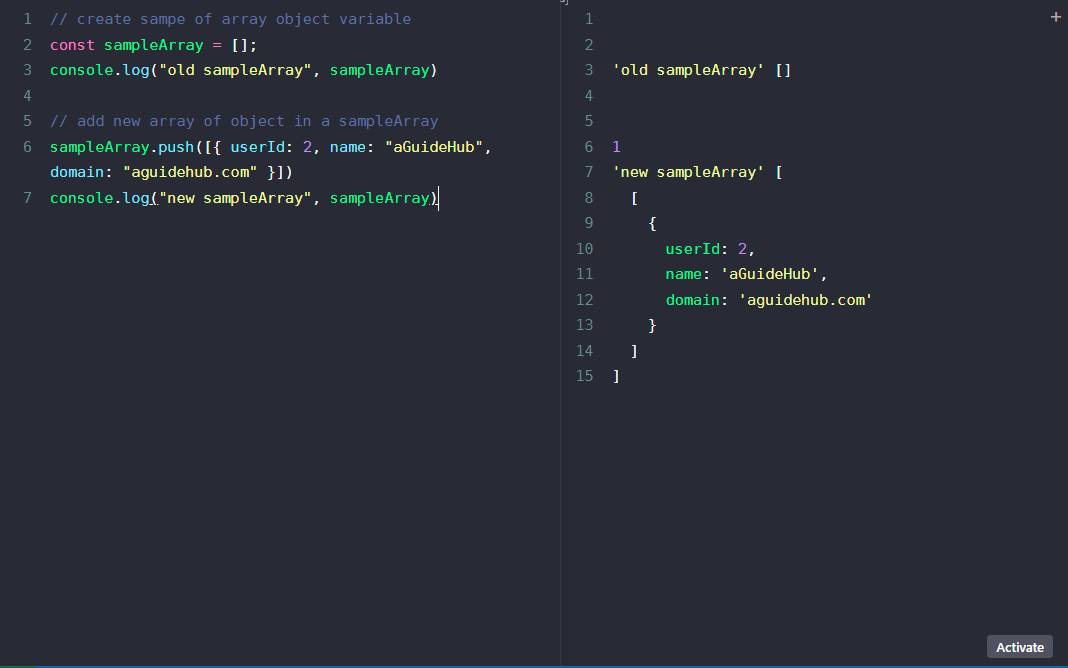 1 // create sampe of array object variable
2 const sampleArray = [];
3 console.log("old sampleArray", sampleArray)
4
5 // add new array of object in a sampleArray
6 sampleArray.push([{ userId: 2, name: "aGuideHub",
domain: "aguidehub.com" }])
7 console.log("new sampleArray", sampleArray)
1
2
3 'old sampleArray' []
4
5
6 1
7 'new sampleArray' [
8 [
9 {
10 userId: 2,
11 name: 'aGuideHub',
12 domain: 'aguidehub.com'
13 }
14 ]
15 ]
+
Activate